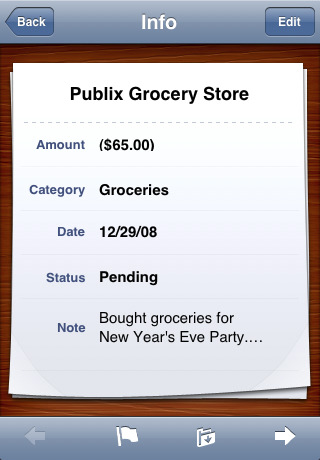 Back
Info
Edit
Publix Grocery Store
Amount ($65.00)
Category Groceries
Date 12/29/08
Status Pending
Note Bought groceries for
New Year's Eve Party....